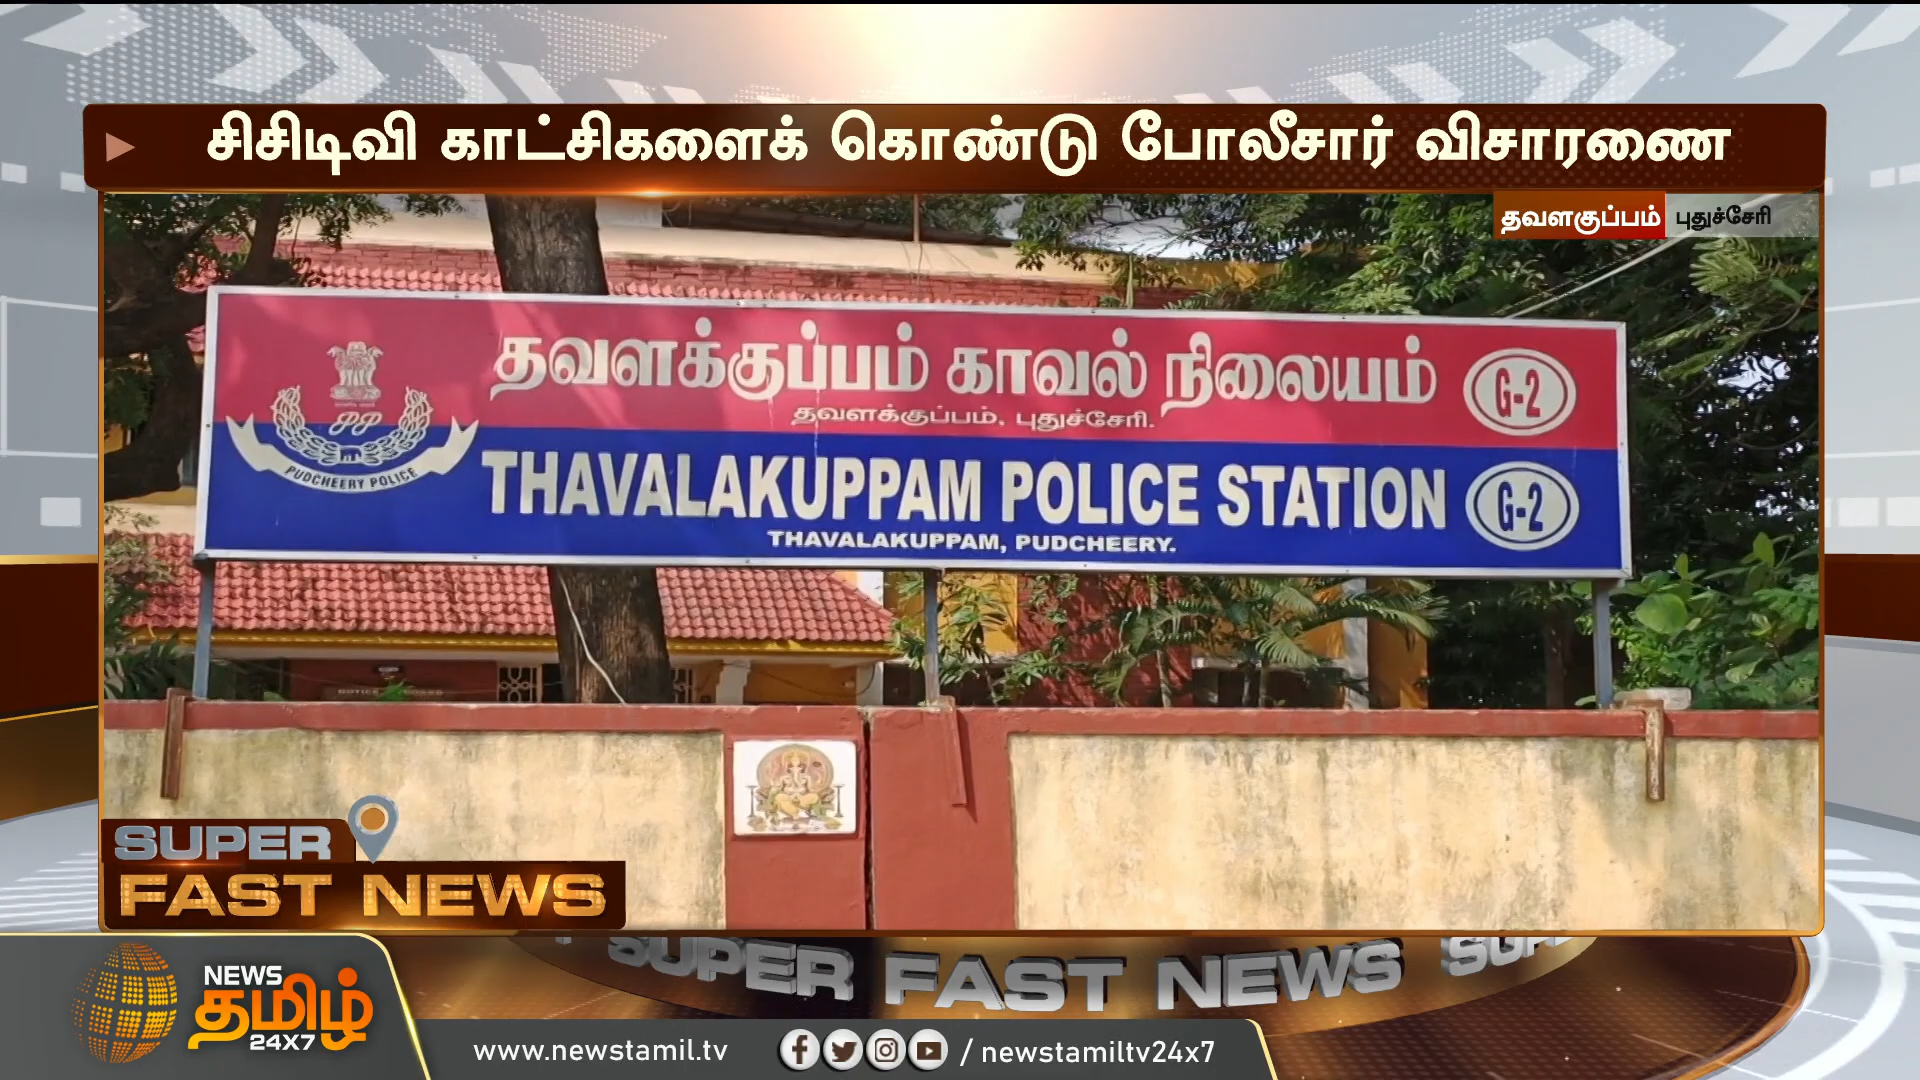 சிசிடிவி காட்சிகளைக் கொண்டு போலீசார் விசாரணை
தவளகுப்பம் புதுச்சேரி
தவளக்குப்பம் காவல் நிலையம் G-2
தவளக்குப்பம், புதுச்சேரி.
PUDCHEERY POLICE
THAVALAKUPPAM POLICE STATION G-2
THAVALAKUPPAM, PUDCHEERY.
SUPER
FAST NEWS
SUPER FAST NEWS
NEWS
தமிழ்
24X7
www.newstamil.tv / newstamiltv24x7